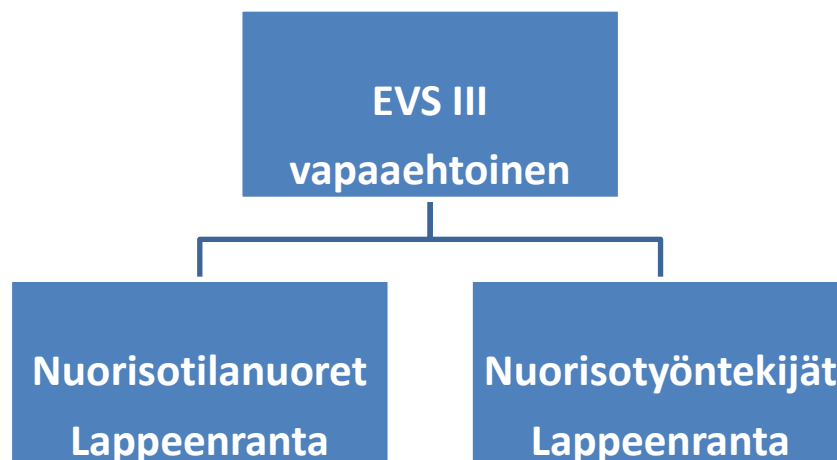 EVS III
vapaaehtoinen
Nuorisotilanuoret
Lappeenranta
Nuorisotyöntekijät
Lappeenranta